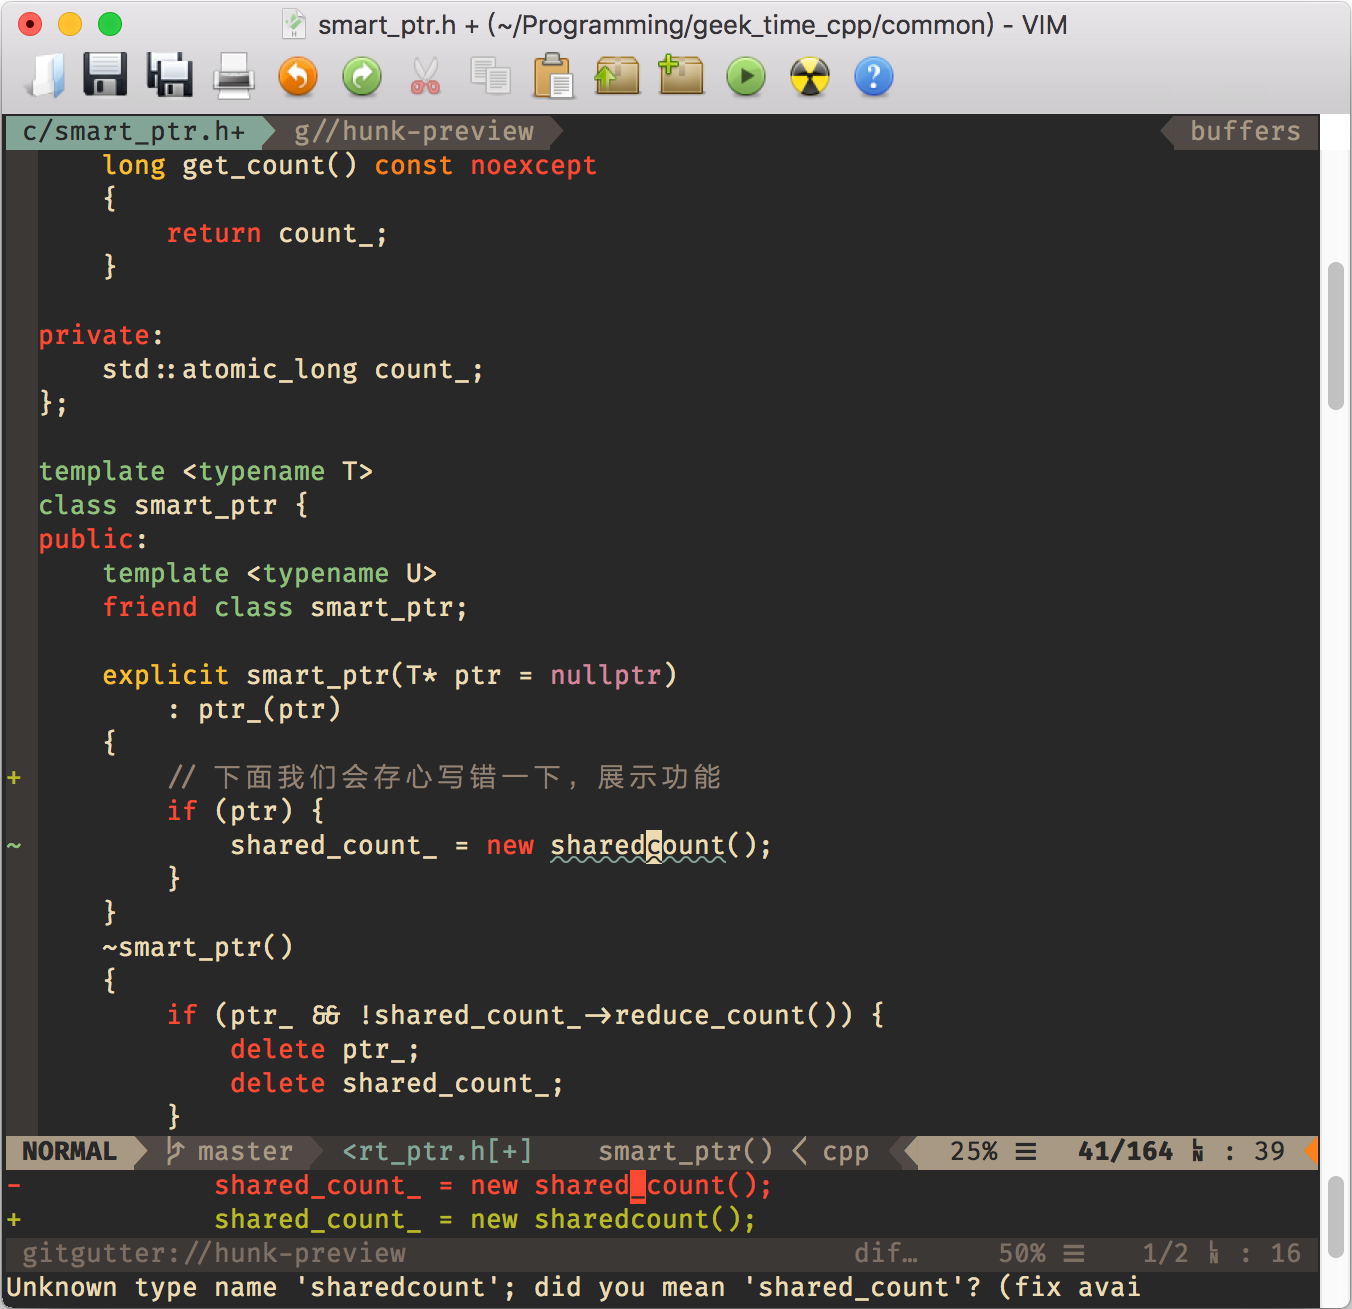 smart_ptr.h + (~/Programming/geek_time_cpp/common) - VIM
c/smart_ptr.h+ g//hunk-preview buffers
long get_count() const noexcept
{
return count_;
}
private:
std::atomic_long count_;
};
template <typename T>
class smart_ptr {
public:
template <typename U>
friend class smart_ptr;
explicit smart_ptr(T* ptr = nullptr)
: ptr_(ptr)
{
+ // 下面我们会存心写错一下，展示功能
if (ptr) {
~ shared_count_ = new sharedcount();
}
}
~smart_ptr()
{
if (ptr_ && !shared_count_->reduce_count()) {
delete ptr_;
delete shared_count_;
}
NORMAL master <rt_ptr.h[+] smart_ptr() < cpp 25% ☰ 41/164 ㏑ : 39
- shared_count_ = new shared_count();
+ shared_count_ = new sharedcount();
gitgutter://hunk-preview dif… 50% ☰ 1/2 ㏑ : 16
Unknown type name 'sharedcount'; did you mean 'shared_count'? (fix avai